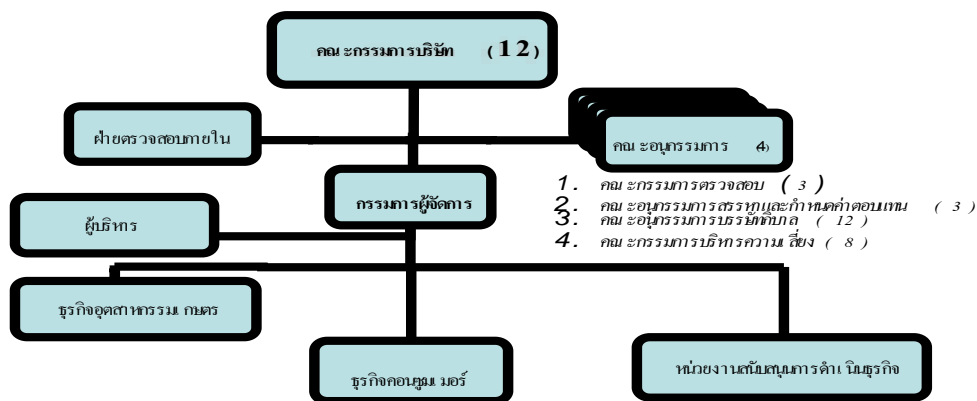 คณะกรรมการบริษัท (12)
ฝ่ายตรวจสอบภายใน
คณะอนุกรรมการ 4)
กรรมการผู้จัดการ
1. คณะกรรมการตรวจสอบ ( 3 )
2. คณะอนุกรรมการสรรหาและกำหนดค่าตอบแทน ( 3 )
3. คณะอนุกรรมการบรรษัทภิบาล ( 12 )
4. คณะกรรมการบริหารความเสี่ยง ( 8 )
ผู้บริหาร
ธุรกิจอุตสาหกรรมเกษตร
ธุรกิจคอนซูมเมอร์
หน่วยงานสนับสนุนการดำเนินธุรกิจ